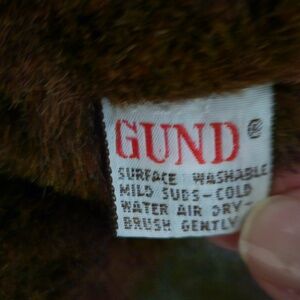 GUND®
SURFACE WASHABLE
MILD SUDS-COLD
WATER AIR DRY-
BRUSH GENTLY